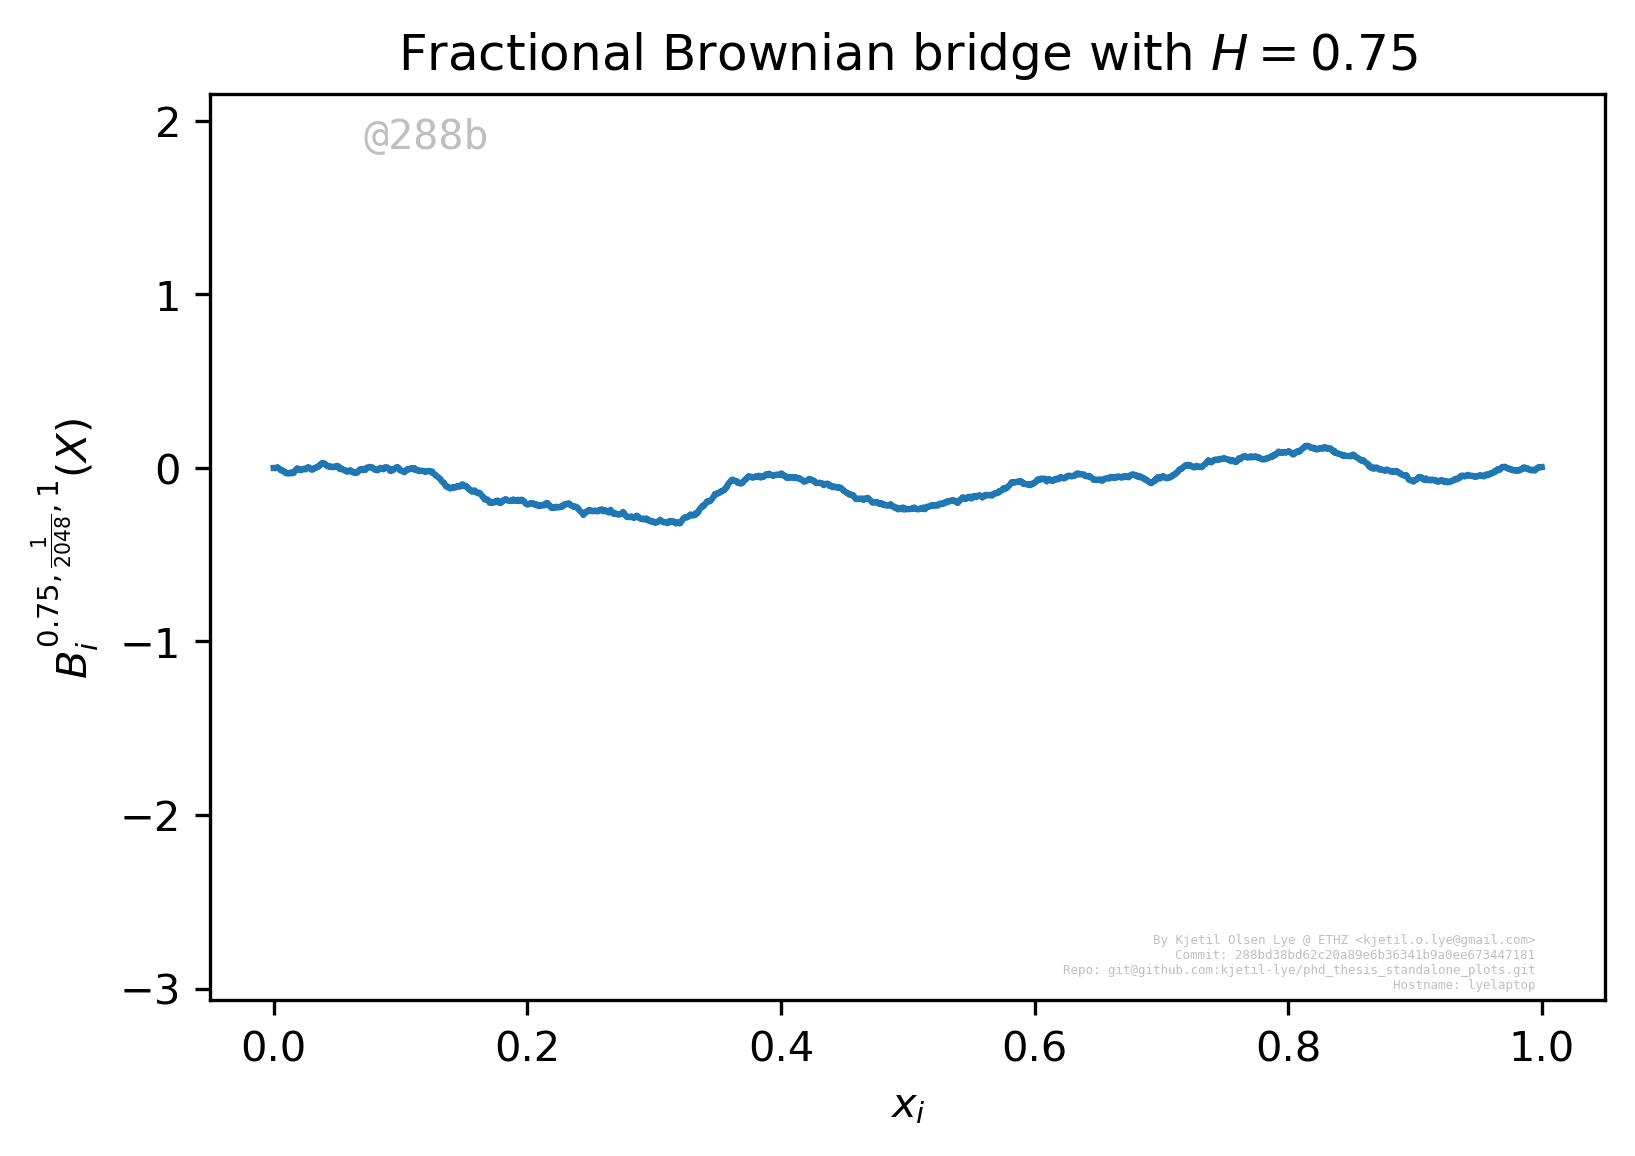 Fractional Brownian bridge with H = 0.75
@288b
2
1
0
−1
−2
−3
B_i^{0.75, \frac{1}{2048}, 1}(X)
By Kjetil Olsen Lye @ ETHZ <kjetil.o.lye@gmail.com>
Commit: 288bd38bd62c20a89e6b36341b9a0ee673447181
Repo: git@github.com:kjetil-lye/phd_thesis_standalone_plots.git
Hostname: lyelaptop
0.0 0.2 0.4 0.6 0.8 1.0
x_i